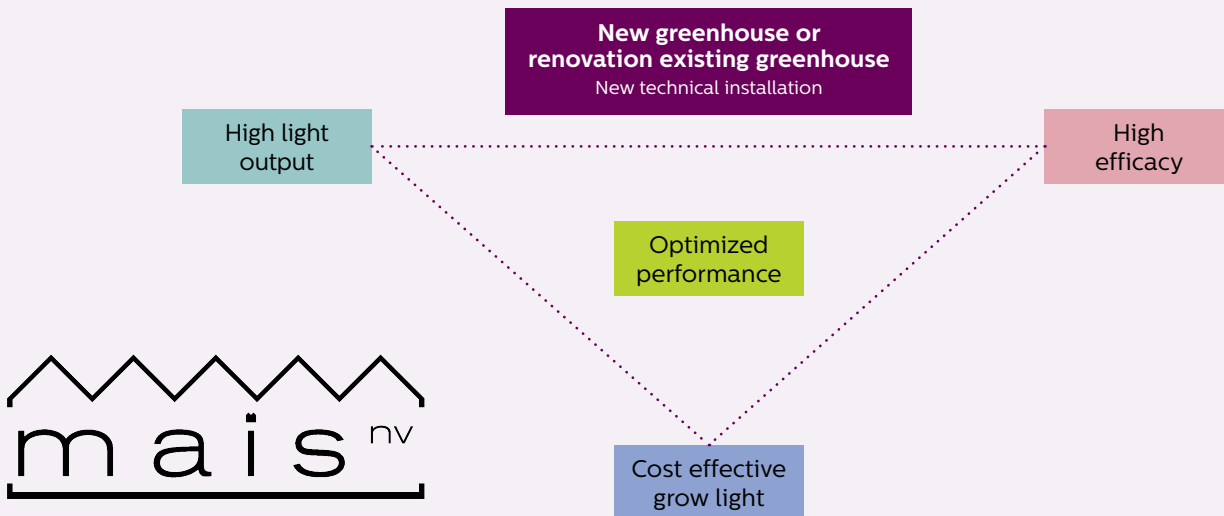 New greenhouse or
renovation existing greenhouse
New technical installation
High light
output
High
efficacy
Optimized
performance
mais nv
Cost effective
grow light